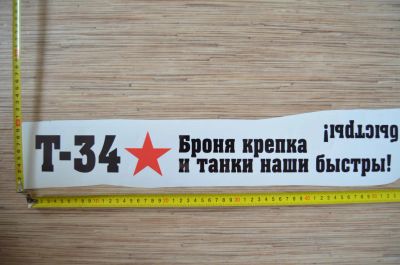 Т-34
Броня крепка
и танки наши быстры!
быстры!